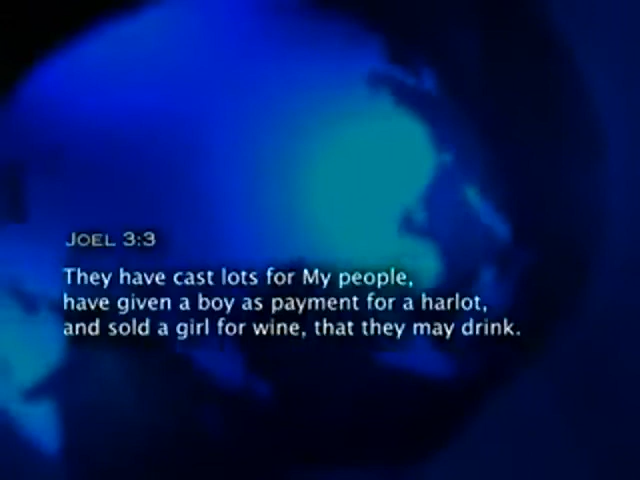 JOEL 3:3
They have cast lots for My people,
have given a boy as payment for a harlot,
and sold a girl for wine, that they may drink.